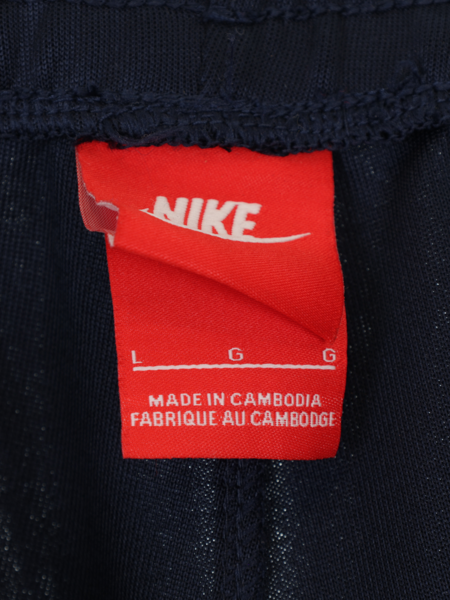 NIKE
L G G
MADE IN CAMBODIA
FABRIQUE AU CAMBODGE